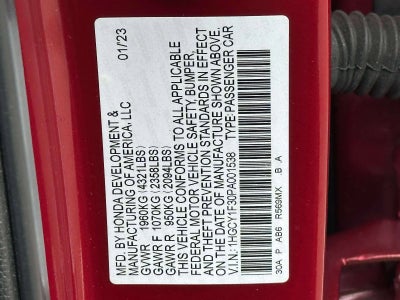 MFD. BY HONDA DEVELOPMENT & 01/23
MANUFACTURING OF AMERICA, LLC
GVWR 1960KG (4321LBS)
GAWR F 1070KG (2358LBS)
GAWR R 950KG (2094LBS)
THIS VEHICLE CONFORMS TO ALL APPLICABLE
FEDERAL MOTOR VEHICLE SAFETY, BUMPER,
AND THEFT PREVENTION STANDARDS IN EFFECT
ON THE DATE OF MANUFACTURE SHOWN ABOVE.
V.I.N.: 1HGCY1F30PA001538 TYPE:PASSENGER CAR
30A P AB6 R569MX B A